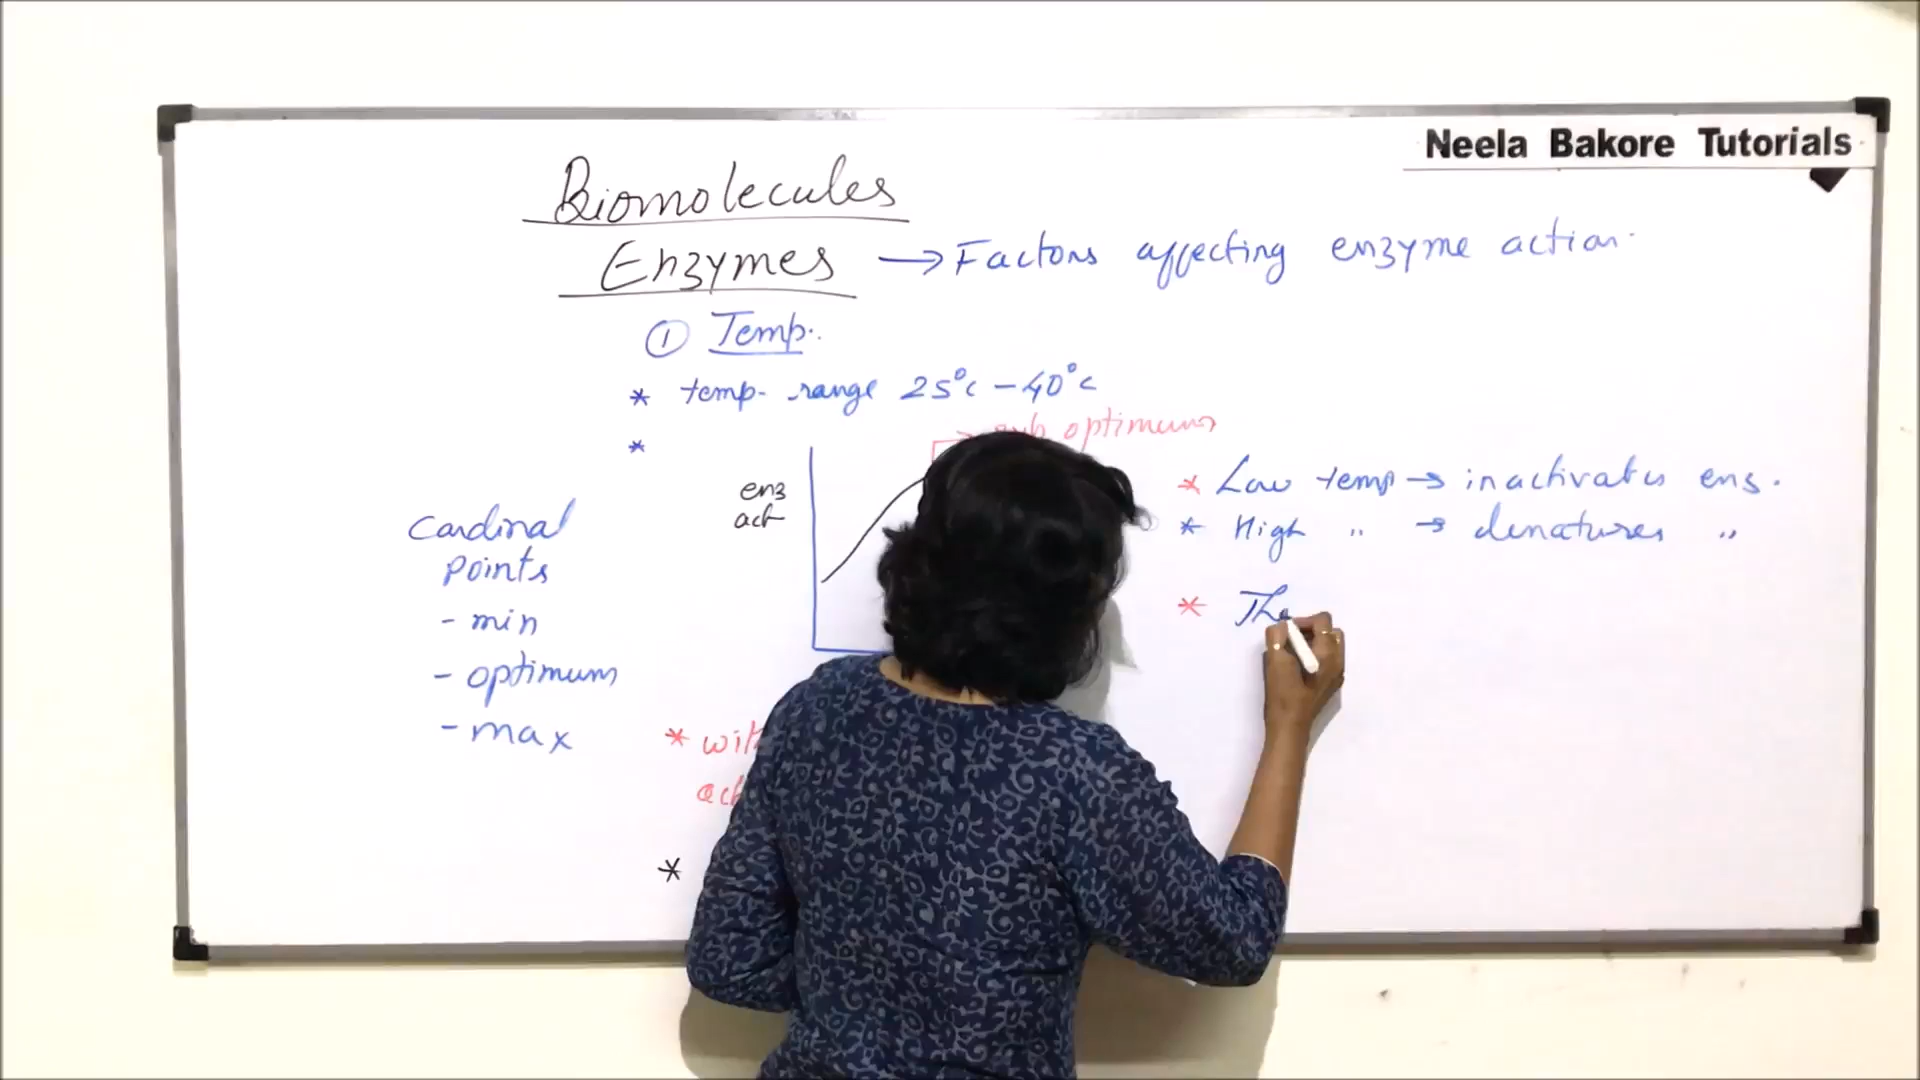 Neela Bakore Tutorials
Biomolecules
Enzymes → Factors affecting enzyme action.
① Temp.
* temp. range 25°c – 40°c
*
optimum
enz
act
Cardinal
points
- min
- optimum
- max
* Low temp → inactivates enz.
* High " → denatures "
* The
*
*